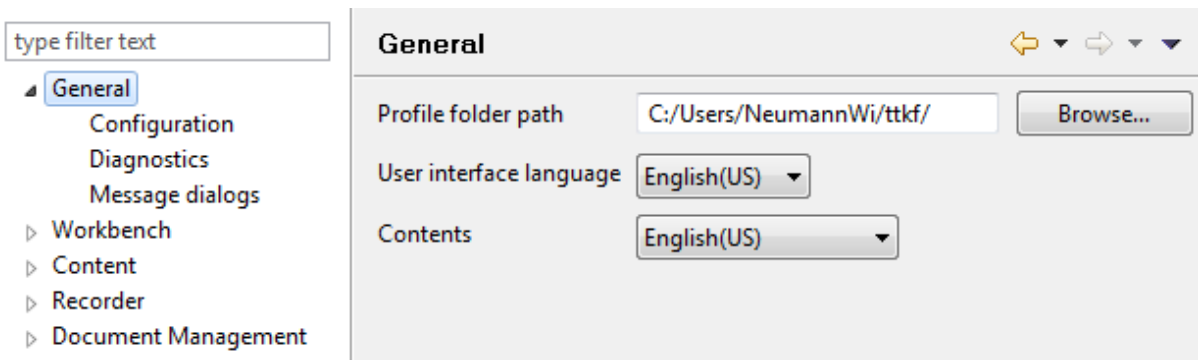 type filter text
General
Configuration
Diagnostics
Message dialogs
Workbench
Content
Recorder
Document Management
General
Profile folder path C:/Users/NeumannWi/ttkf/ Browse...
User interface language English(US)
Contents English(US)